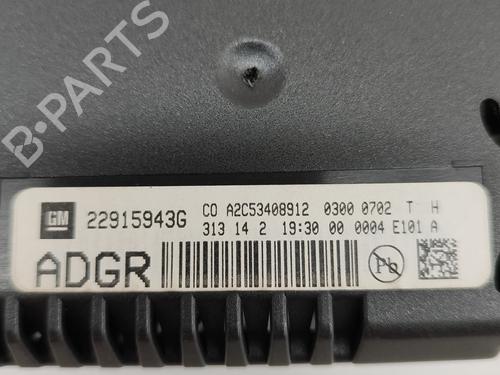 B-PARTS
GM 22915943G CO A2C53408912 0300 0702 T H
313 14 2 19:30 00 0004 E101 A
ADGR Pb